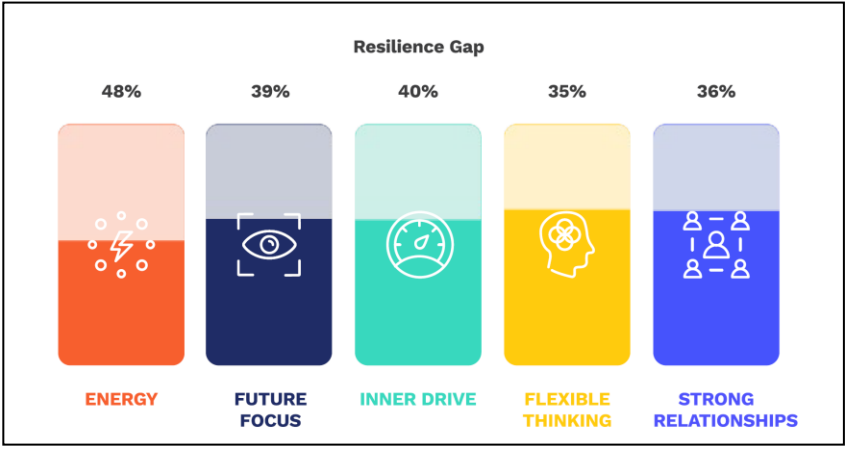 Resilience Gap
48% 39% 40% 35% 36%
ENERGY
FUTURE
FOCUS
INNER DRIVE
FLEXIBLE
THINKING
STRONG
RELATIONSHIPS